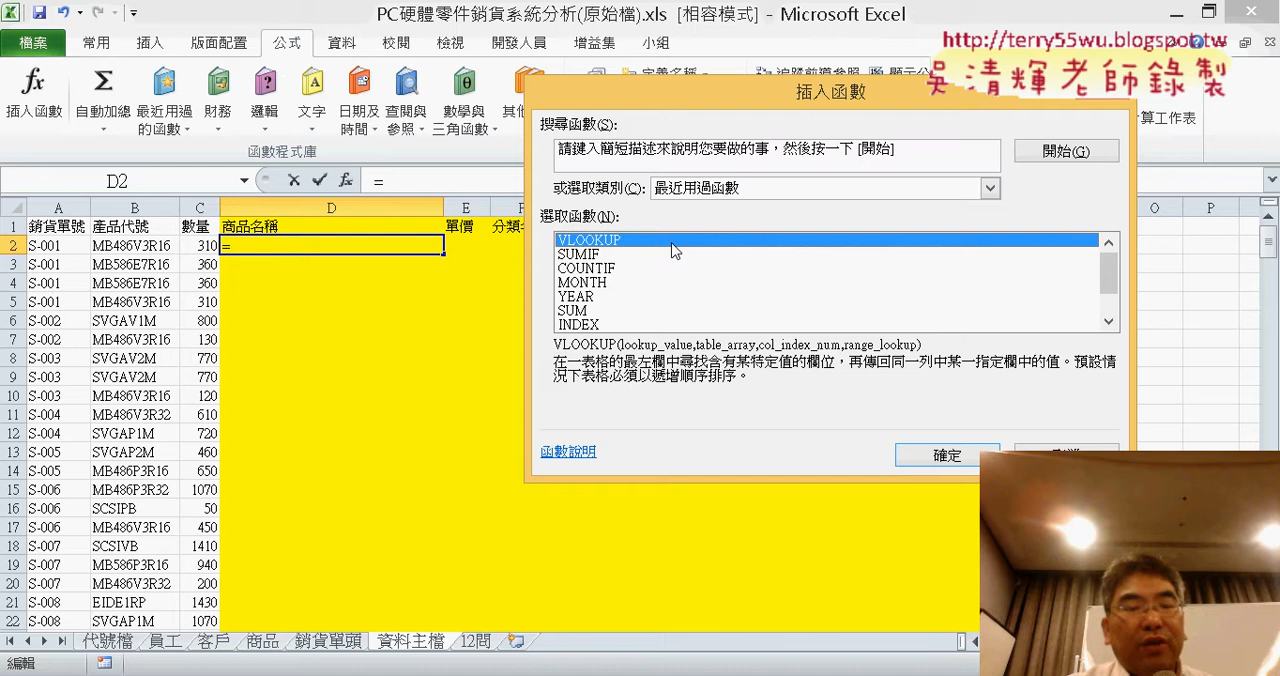 PC硬體零件銷貨系統分析(原始檔).xls [相容模式] - Microsoft Excel
檔案 常用 插入 版面配置 公式 資料 校閱 檢視 開發人員 增益集 小組
http://terry55wu.blogspot.tw
吳清輝老師錄製
fx Σ ? A θ
插入函數 自動加總 最近用過的函數 財務 邏輯 文字 日期及時間 查閱與參照 數學與三角函數
定義名稱 追蹤前導參照
函數程式庫
算工作表
插入函數
搜尋函數(S):
請鍵入簡短描述來說明您要做的事，然後按一下 [開始]
開始(G)
或選取類別(C): 最近用過函數
選取函數(N):
VLOOKUP
SUMIF
COUNTIF
MONTH
YEAR
SUM
INDEX
VLOOKUP(lookup_value,table_array,col_index_num,range_lookup)
在一表格的最左欄中尋找含有某特定值的欄位，再傳回同一列中某一指定欄中的值。預設情
況下表格必須以遞增順序排序。
函數說明
確定
D2 fx =
A B C D E F O P
1 銷貨單號 產品代號 數量 商品名稱 單價
2 S-001 MB486V3R16 310 =
3 S-001 MB586E7R16 360
4 S-001 MB586E7R16 360
5 S-001 MB486V3R16 310
6 S-002 SVGAV1M 800
7 S-002 MB486V3R16 130
8 S-003 SVGAV2M 770
9 S-003 SVGAV2M 770
10 S-003 MB486V3R16 120
11 S-004 MB486V3R32 610
12 S-004 SVGAP1M 720
13 S-005 SVGAP2M 460
14 S-005 MB486P3R16 650
15 S-006 MB486P3R32 1070
16 S-006 SCSIPB 50
17 S-006 MB486V3R16 450
18 S-007 SCSIVB 1410
19 S-007 MB586P3R16 940
20 S-007 MB486V3R32 200
21 S-008 EIDE1RP 1430
22 S-008 SVGAP1M 1070
代號檔 員工 客戶 商品 銷貨單頭 資料主檔 12問
編輯